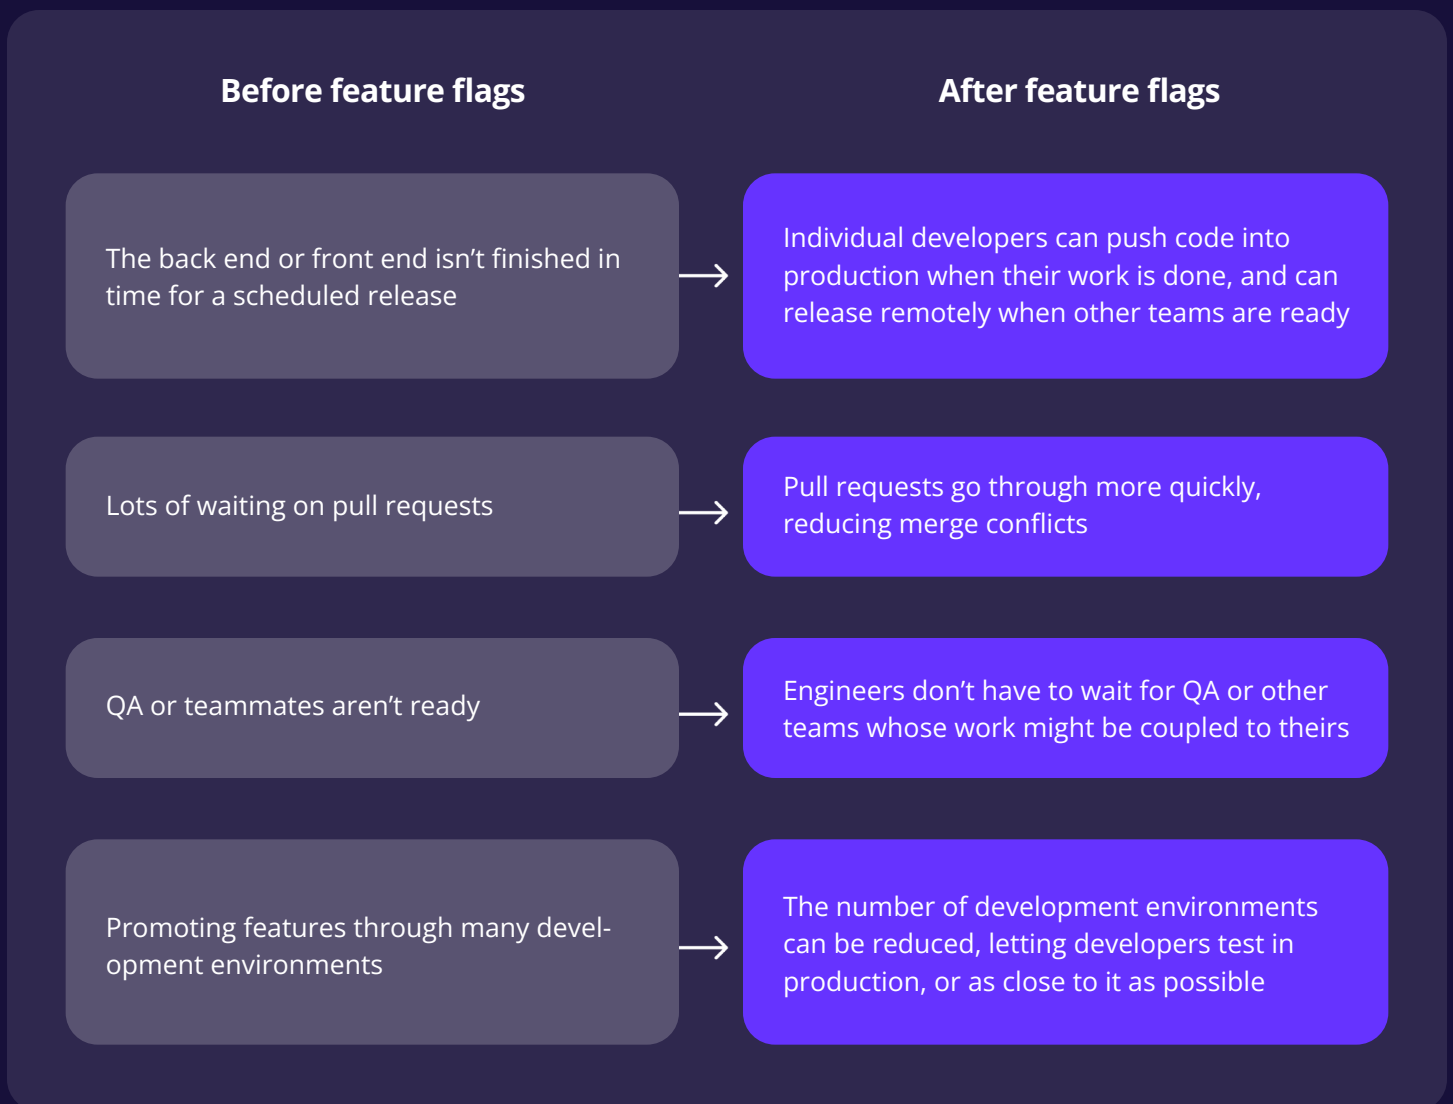 Before feature flags
After feature flags
The back end or front end isn’t finished in
time for a scheduled release
Individual developers can push code into
production when their work is done, and can
release remotely when other teams are ready
Lots of waiting on pull requests
Pull requests go through more quickly,
reducing merge conflicts
QA or teammates aren’t ready
Engineers don’t have to wait for QA or other
teams whose work might be coupled to theirs
Promoting features through many devel-
opment environments
The number of development environments
can be reduced, letting developers test in
production, or as close to it as possible